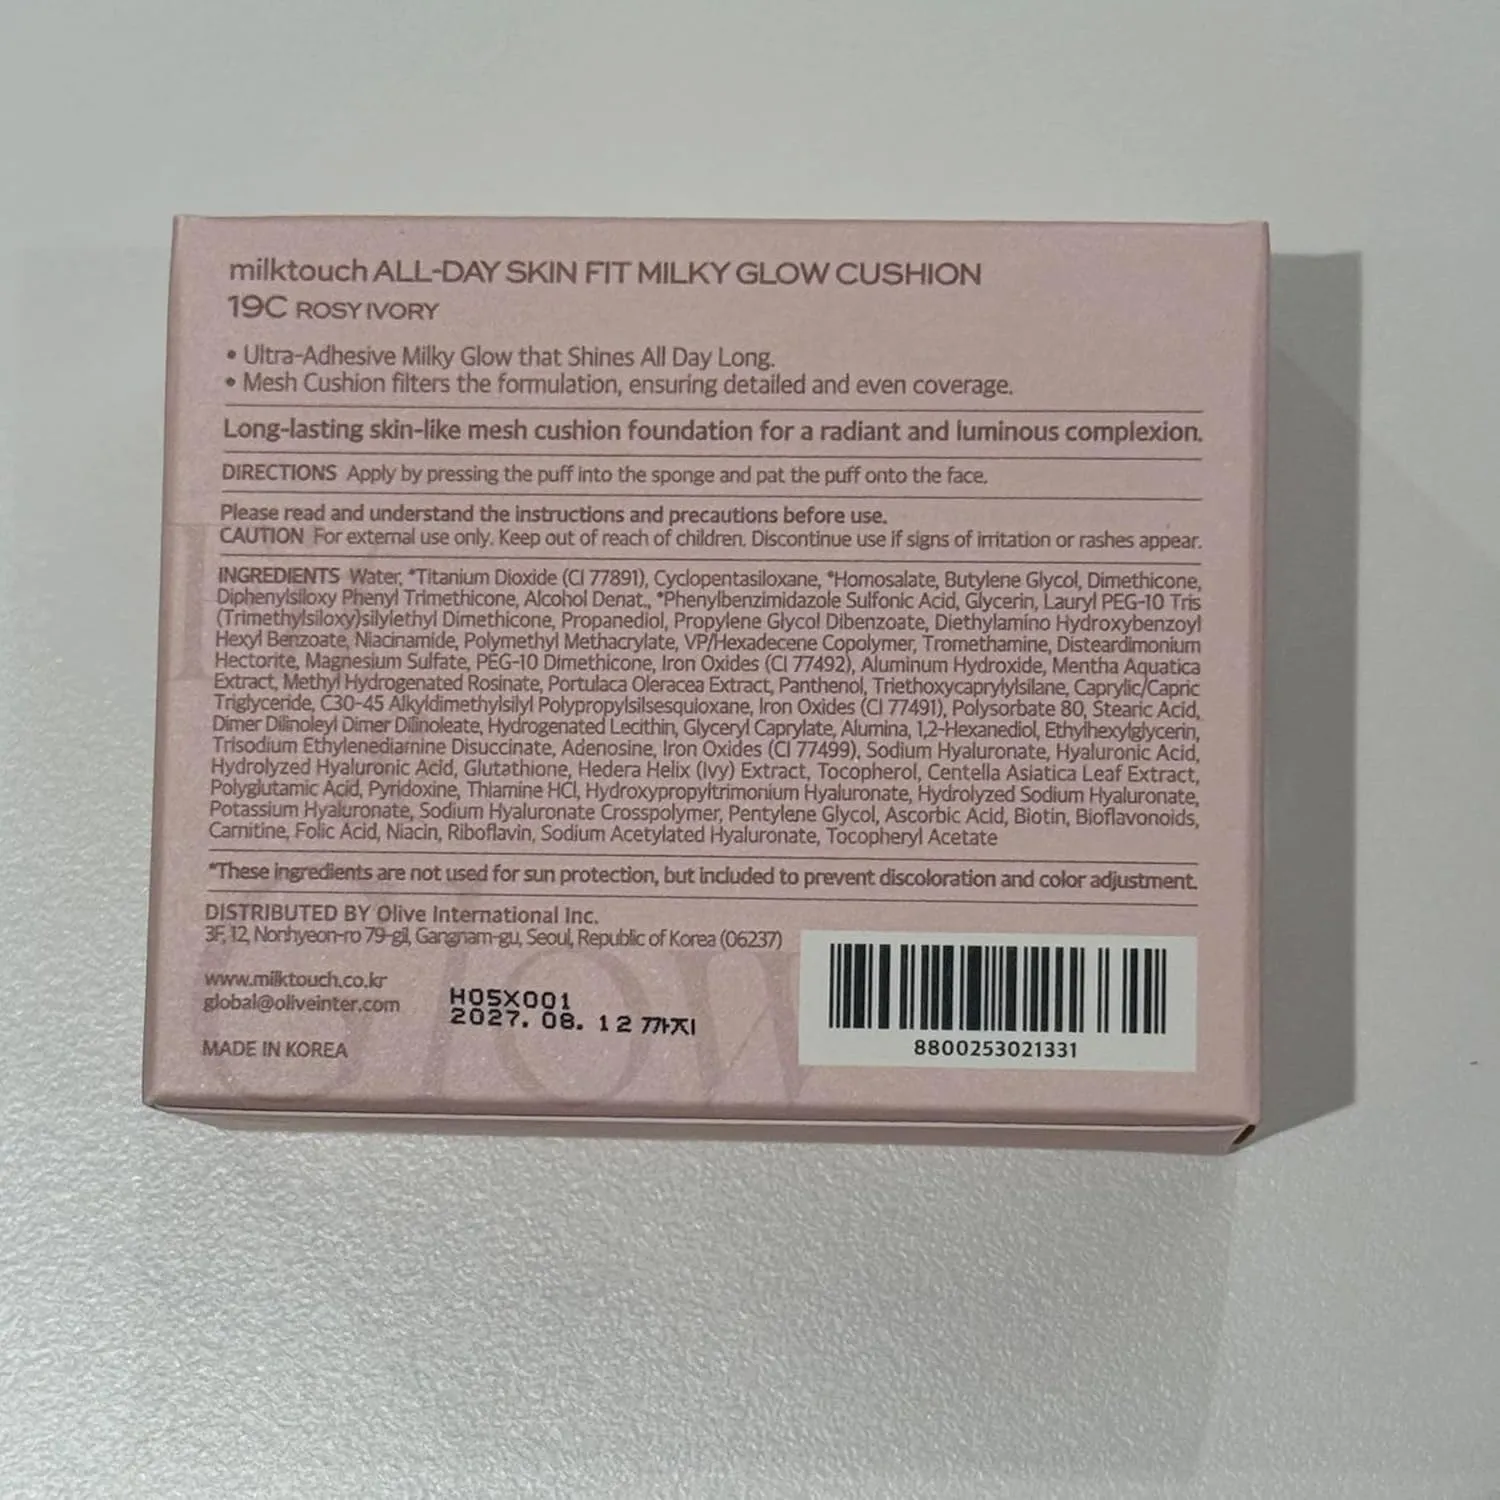 milktouch ALL-DAY SKIN FIT MILKY GLOW CUSHION
19C ROSY IVORY
• Ultra-Adhesive Milky Glow that Shines All Day Long.
• Mesh Cushion filters the formulation, ensuring detailed and even coverage.
Long-lasting skin-like mesh cushion foundation for a radiant and luminous complexion.
DIRECTIONS Apply by pressing the puff into the sponge and pat the puff onto the face.
Please read and understand the instructions and precautions before use.
CAUTION For external use only. Keep out of reach of children. Discontinue use if signs of irritation or rashes appear.
INGREDIENTS Water, *Titanium Dioxide (CI 77891), Cyclopentasiloxane, *Homosalate, Butylene Glycol, Dimethicone,
Diphenylsiloxy Phenyl Trimethicone, Alcohol Denat., *Phenylbenzimidazole Sulfonic Acid, Glycerin, Lauryl PEG-10 Tris
(Trimethylsiloxy)silylethyl Dimethicone, Propanediol, Propylene Glycol Dibenzoate, Diethylamino Hydroxybenzoyl
Hexyl Benzoate, Niacinamide, Polymethyl Methacrylate, VP/Hexadecene Copolymer, Tromethamine, Disteardimonium
Hectorite, Magnesium Sulfate, PEG-10 Dimethicone, Iron Oxides (CI 77492), Aluminum Hydroxide, Mentha Aquatica
Extract, Methyl Hydrogenated Rosinate, Portulaca Oleracea Extract, Panthenol, Triethoxycaprylylsilane, Caprylic/Capric
Triglyceride, C30-45 Alkyldimethylsilyl Polypropylsilsesquioxane, Iron Oxides (CI 77491), Polysorbate 80, Stearic Acid,
Dimer Dilinoleyl Dimer Dilinoleate, Hydrogenated Lecithin, Glyceryl Caprylate, Alumina, 1,2-Hexanediol, Ethylhexylglycerin,
Trisodium Ethylenediamine Disuccinate, Adenosine, Iron Oxides (CI 77499), Sodium Hyaluronate, Hyaluronic Acid,
Hydrolyzed Hyaluronic Acid, Glutathione, Hedera Helix (Ivy) Extract, Tocopherol, Centella Asiatica Leaf Extract,
Polyglutamic Acid, Pyridoxine, Thiamine HCl, Hydroxypropyltrimonium Hyaluronate, Hydrolyzed Sodium Hyaluronate,
Potassium Hyaluronate, Sodium Hyaluronate Crosspolymer, Pentylene Glycol, Ascorbic Acid, Biotin, Bioflavonoids,
Carnitine, Folic Acid, Niacin, Riboflavin, Sodium Acetylated Hyaluronate, Tocopheryl Acetate
*These ingredients are not used for sun protection, but included to prevent discoloration and color adjustment.
DISTRIBUTED BY Olive International Inc.
3F, 12, Nonhyeon-ro 79-gil, Gangnam-gu, Seoul, Republic of Korea (06237)
www.milktouch.co.kr
global@oliveinter.com
MADE IN KOREA
H05X001
2027. 08. 12 까지
8800253021331
Glow